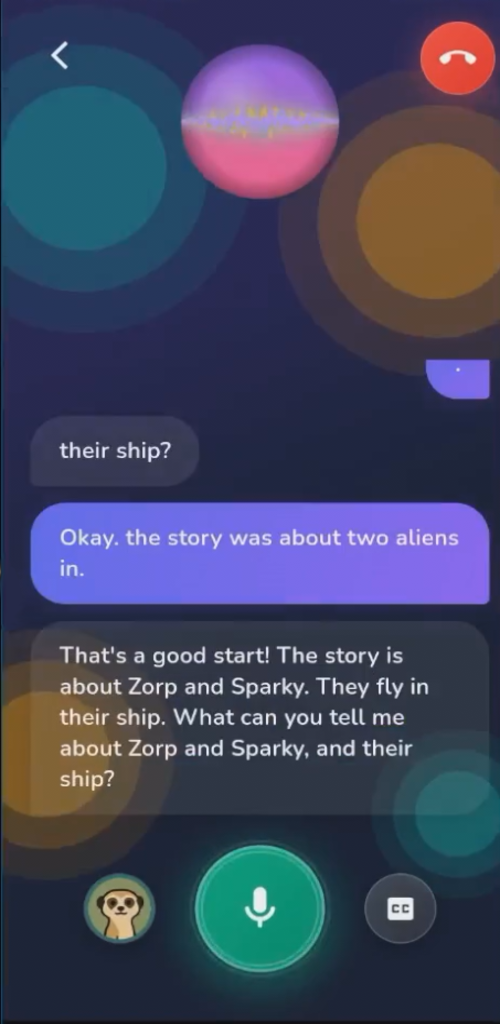 their ship?
Okay. the story was about two aliens
in.
That's a good start! The story is
about Zorp and Sparky. They fly in
their ship. What can you tell me
about Zorp and Sparky, and their
ship?
CC